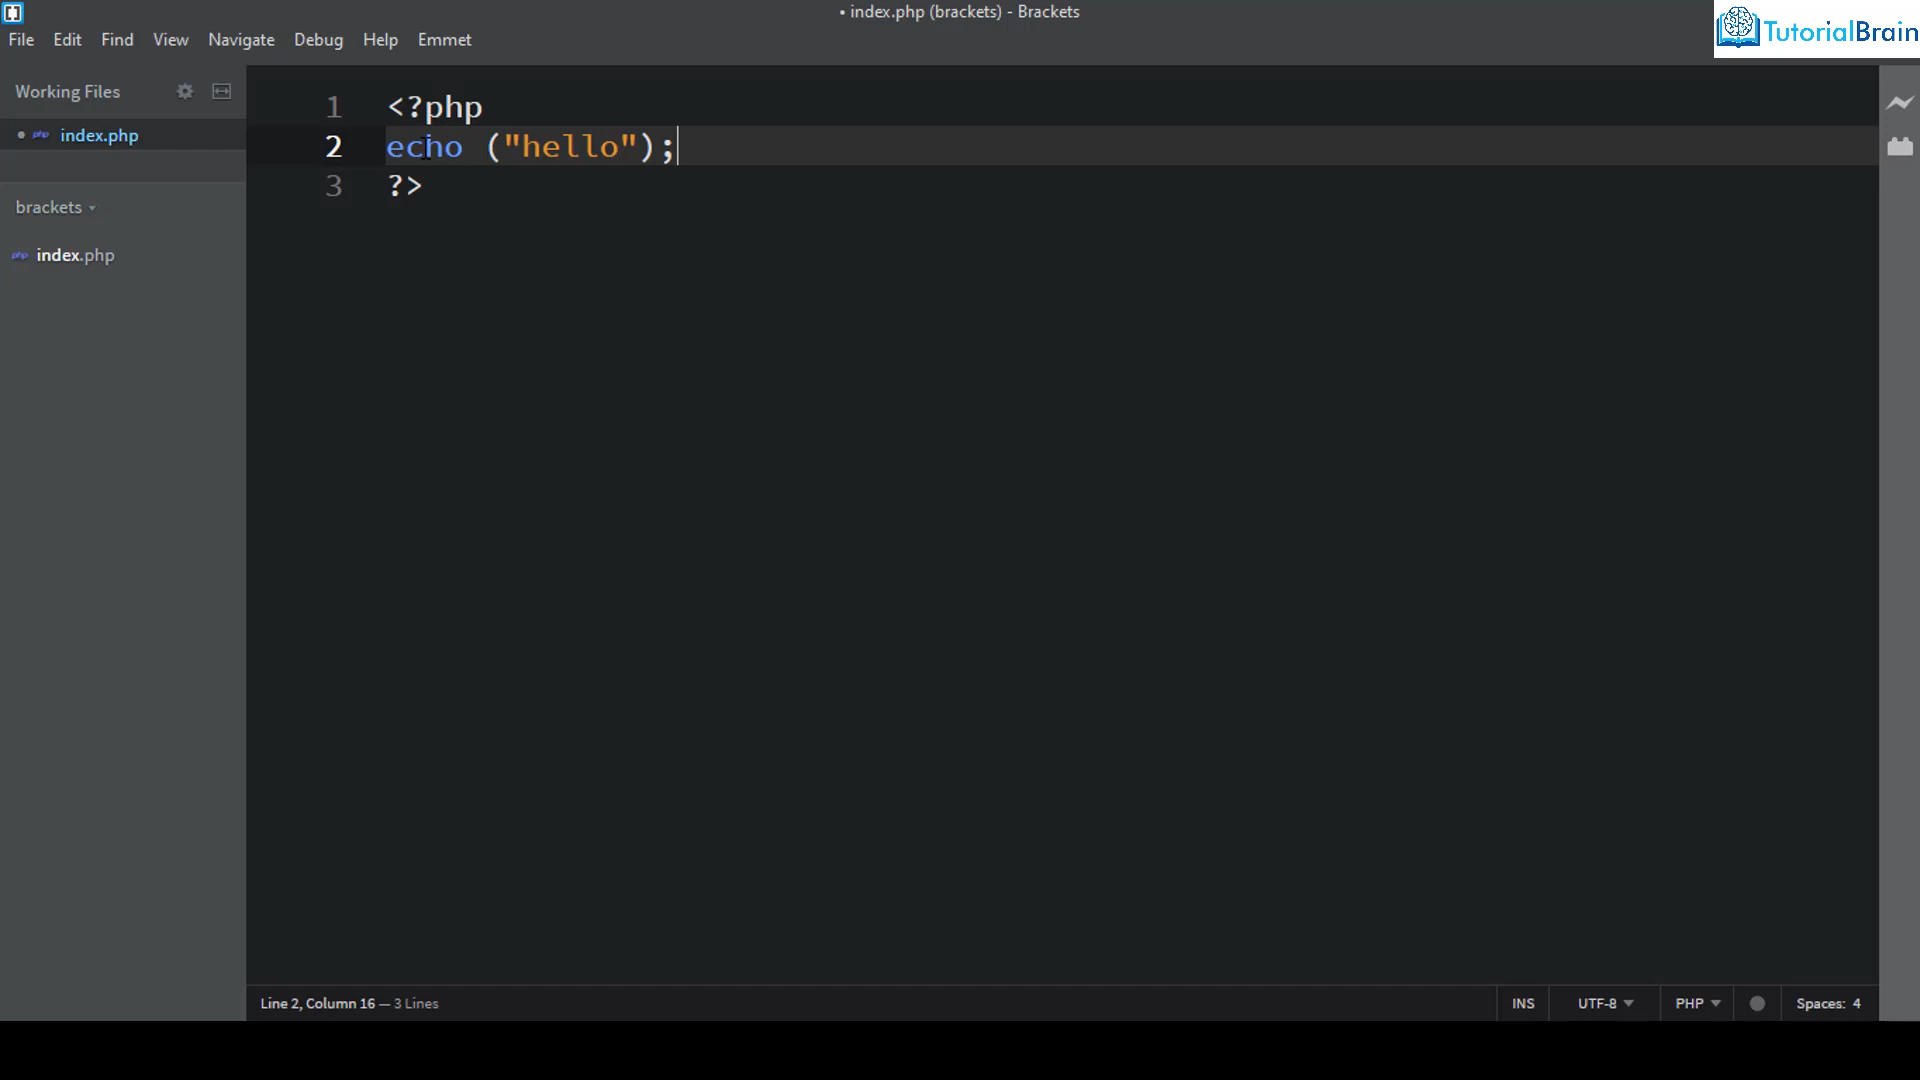 • index.php (brackets) - Brackets
File Edit Find View Navigate Debug Help Emmet
TutorialBrain
Working Files
php index.php
brackets
php index.php
1 <?php
2 echo ("hello");
3 ?>
Line 2, Column 16 — 3 Lines
INS UTF-8 PHP Spaces: 4